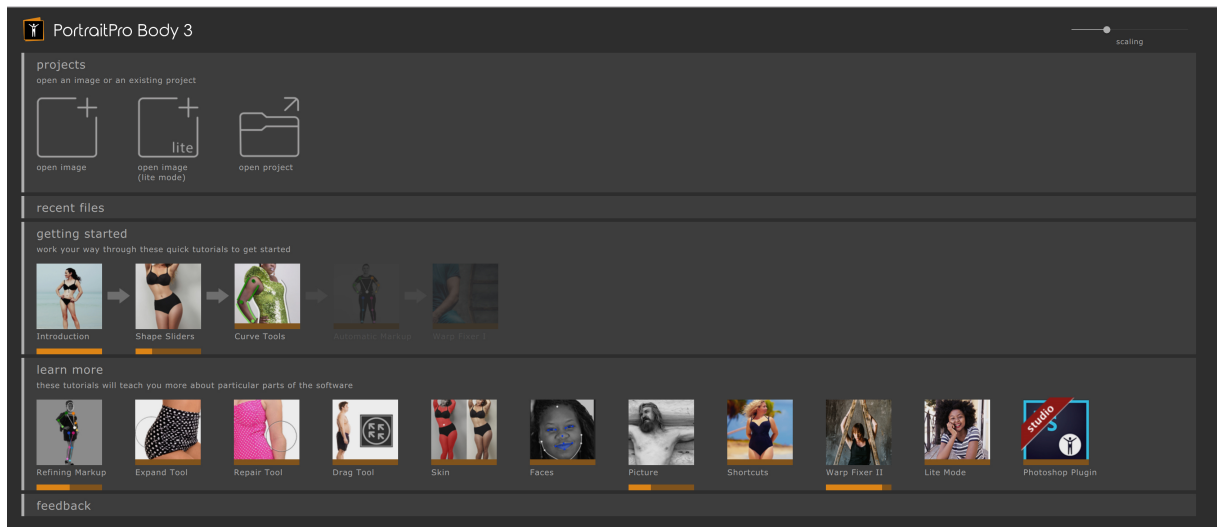 PortraitPro Body 3
scaling
projects
open an image or an existing project
lite
open image
open image
(lite mode)
open project
recent files
getting started
work your way through these quick tutorials to get started
Introduction
Shape Sliders
Curve Tools
Automatic Markup
Warp Fixer I
learn more
these tutorials will teach you more about particular parts of the software
studio
S
Refining Markup
Expand Tool
Repair Tool
Drag Tool
Skin
Faces
Picture
Shortcuts
Warp Fixer II
Lite Mode
Photoshop Plugin
feedback